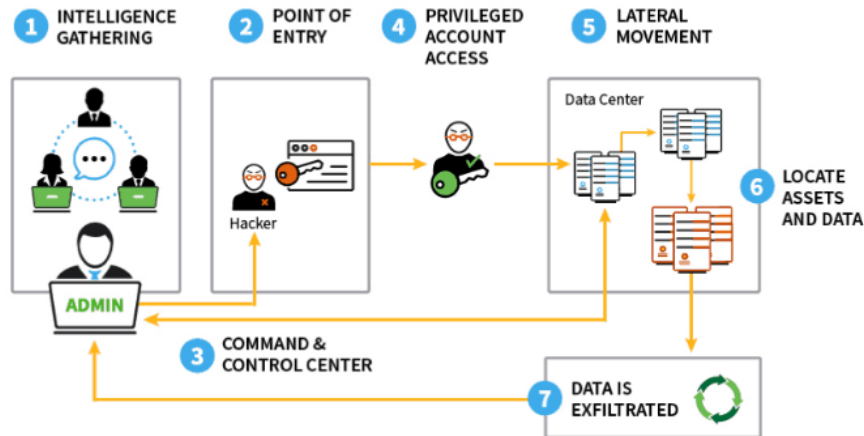 1 INTELLIGENCE
GATHERING
2 POINT OF
ENTRY
4 PRIVILEGED
ACCOUNT
ACCESS
5 LATERAL
MOVEMENT
Data Center
Hacker
6 LOCATE
ASSETS
AND DATA
ADMIN
3 COMMAND &
CONTROL CENTER
7 DATA IS
EXFILTRATED